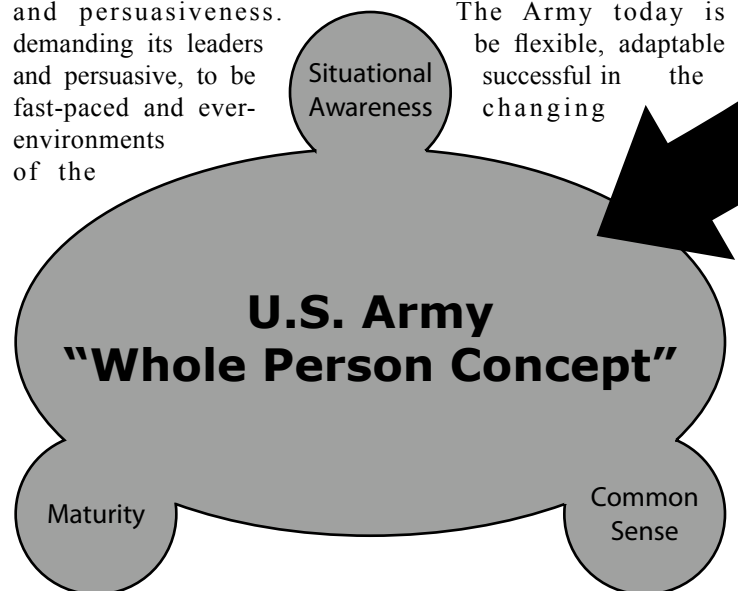 and persuasiveness. The Army today is
demanding its leaders be flexible, adaptable
and persuasive, to be successful in the
fast-paced and ever- changing
environments
of the
Situational
Awareness
U.S. Army
“Whole Person Concept”
Maturity
Common
Sense